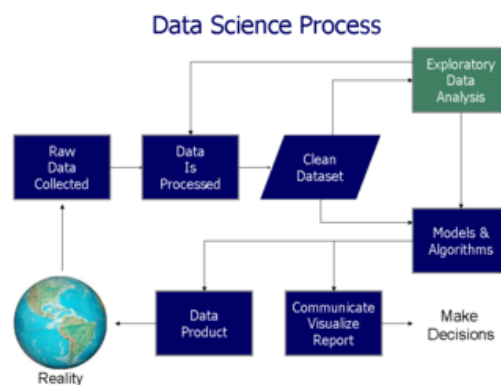 Data Science Process
Exploratory
Data
Analysis
Raw
Data
Collected
Data
Is
Processed
Clean
Dataset
Models &
Algorithms
Data
Product
Communicate
Visualize
Report
Make
Decisions
Reality